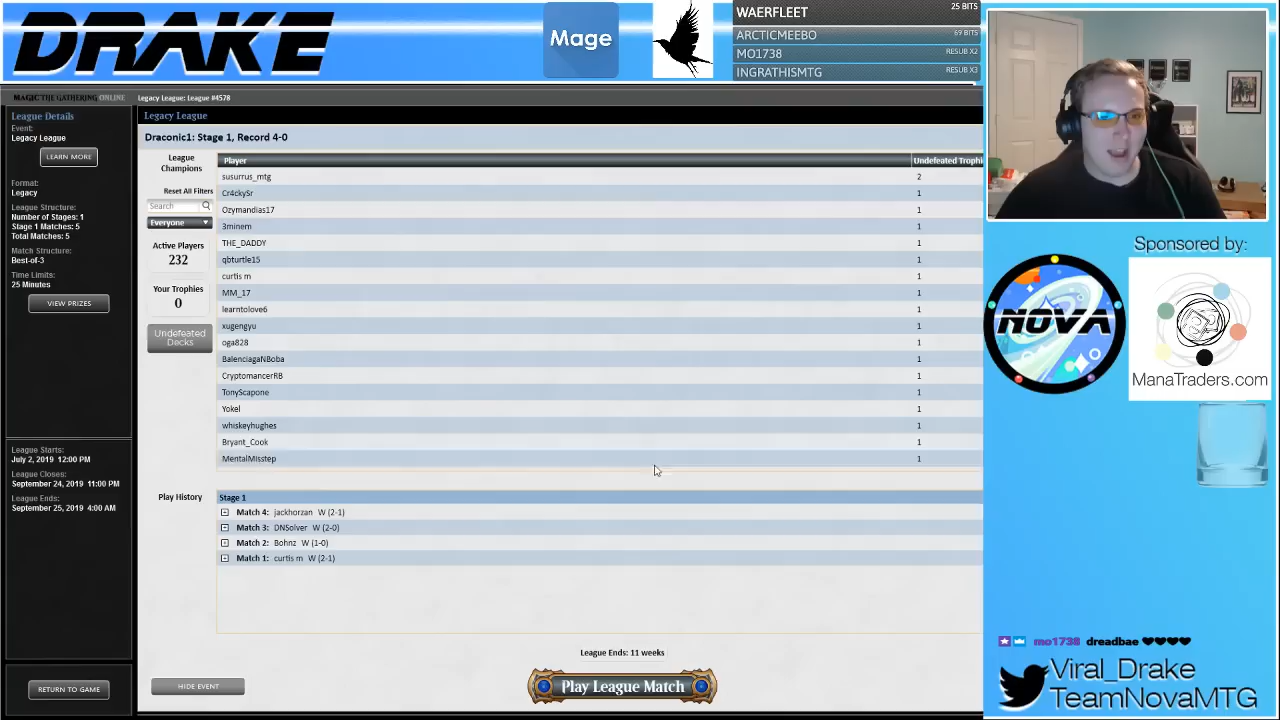 DRAKE
Mage
WAERFLEET 25 BITS
ARCTICMEEBO 69 BITS
MO1738 RESUB X2
INGRATHISMTG RESUB X3
MAGIC THE GATHERING ONLINE
Legacy League: League #4578
League Details
Event:
Legacy League
LEARN MORE
Format:
Legacy
League Structure:
Number of Stages: 1
Stage 1 Matches: 5
Total Matches: 5
Match Structure:
Best-of-3
Time Limits:
25 Minutes
VIEW PRIZES
League Starts:
July 2, 2019 12:00 PM
League Closes:
September 24, 2019 11:00 PM
League Ends:
September 25, 2019 4:00 AM
RETURN TO GAME
Legacy League
Draconic1: Stage 1, Record 4-0
League
Champions
Reset All Filters
Search
Everyone
Active Players
232
Your Trophies
0
Undefeated
Decks
Player Undefeated Trophi
susurrus_mtg 2
Cr4ckySr 1
Ozymandias17 1
3minem 1
THE_DADDY 1
qbturtle15 1
curtis m 1
MM_17 1
learntolove6 1
xugengyu 1
oga828 1
BalenciagaNBoba 1
CryptomancerRB 1
TonyScapone 1
Yokel 1
whiskeyhughes 1
Bryant_Cook 1
MentalMisstep 1
Play History
Stage 1
Match 4: jackhorzan W (2-1)
Match 3: DNSolver W (2-0)
Match 2: Bohnz W (1-0)
Match 1: curtis m W (2-1)
League Ends: 11 weeks
HIDE EVENT
Play League Match
NOVA
Sponsored by:
ManaTraders.com
mo1738 dreadbae
Viral_Drake
TeamNovaMTG